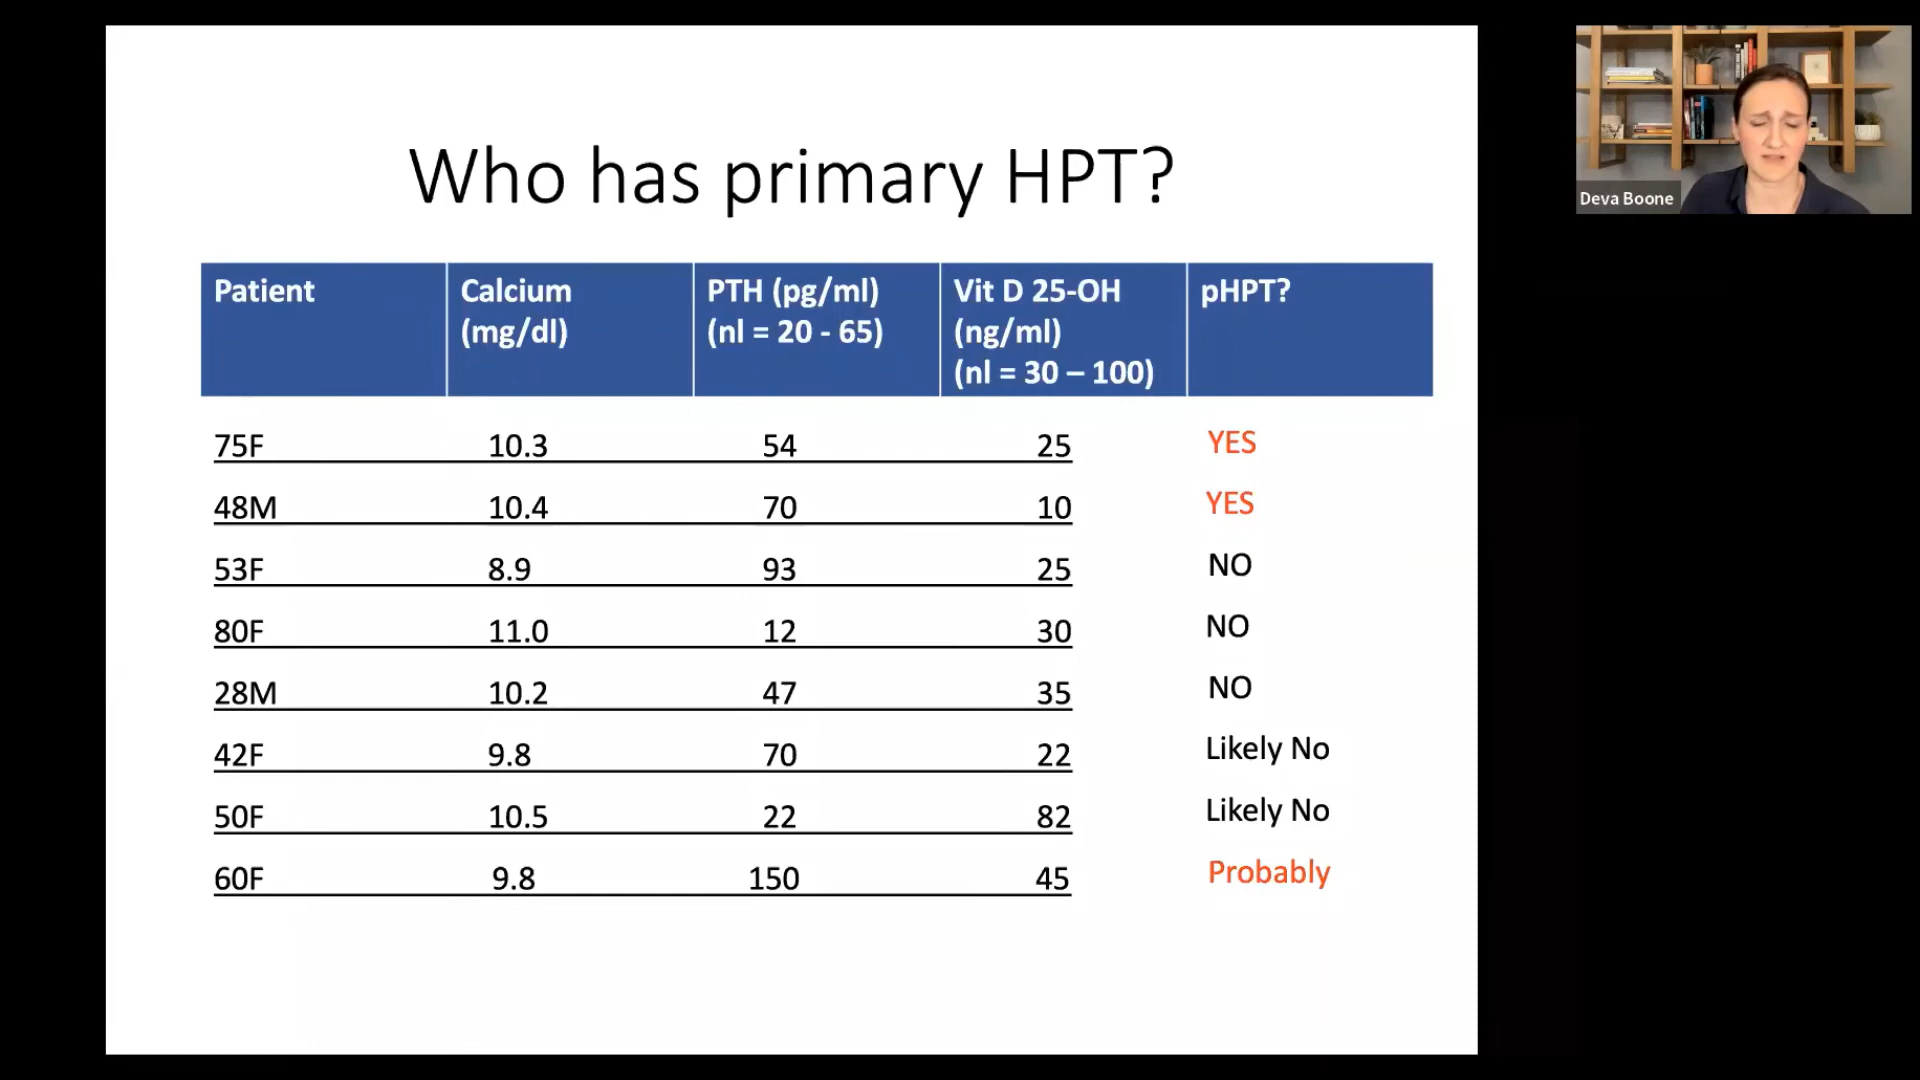 Who has primary HPT?
Patient Calcium (mg/dl) PTH (pg/ml) (nl = 20 - 65) Vit D 25-OH (ng/ml) (nl = 30 – 100) pHPT?
75F 10.3 54 25 YES
48M 10.4 70 10 YES
53F 8.9 93 25 NO
80F 11.0 12 30 NO
28M 10.2 47 35 NO
42F 9.8 70 22 Likely No
50F 10.5 22 82 Likely No
60F 9.8 150 45 Probably
Deva Boone